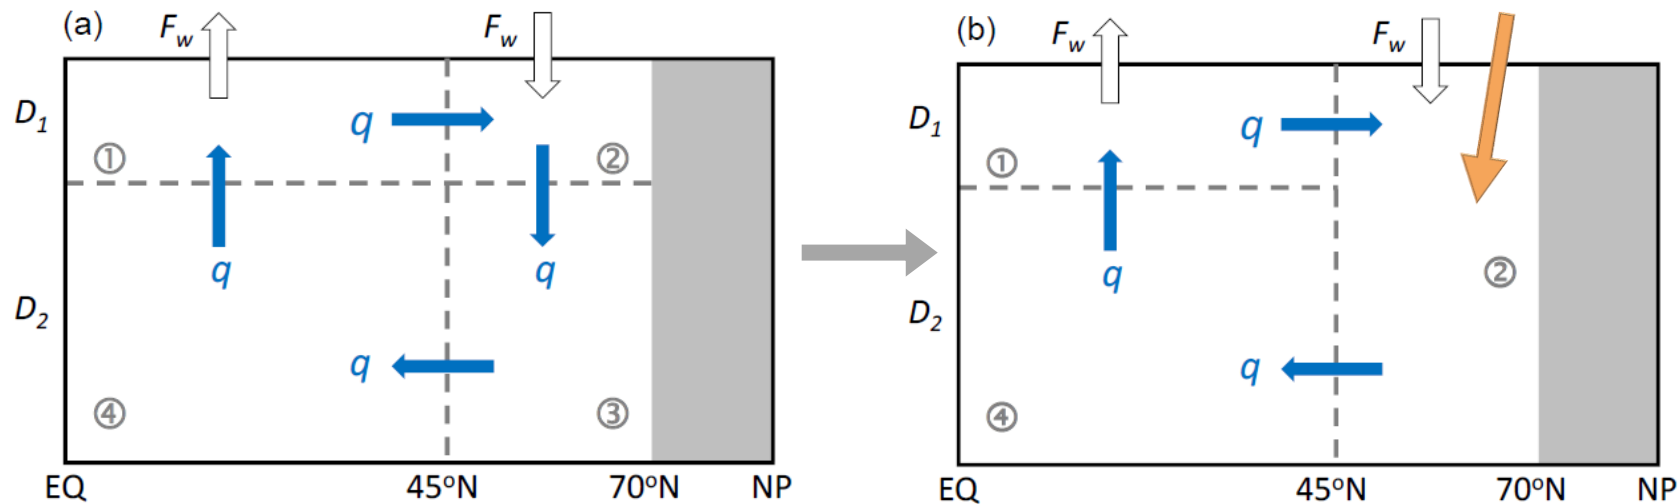 (a)
F_w
F_w
D_1
q
①
②
q
q
D_2
q
④
③
EQ
45°N
70°N
NP
(b)
F_w
F_w
D_1
q
①
q
②
D_2
q
④
EQ
45°N
70°N
NP